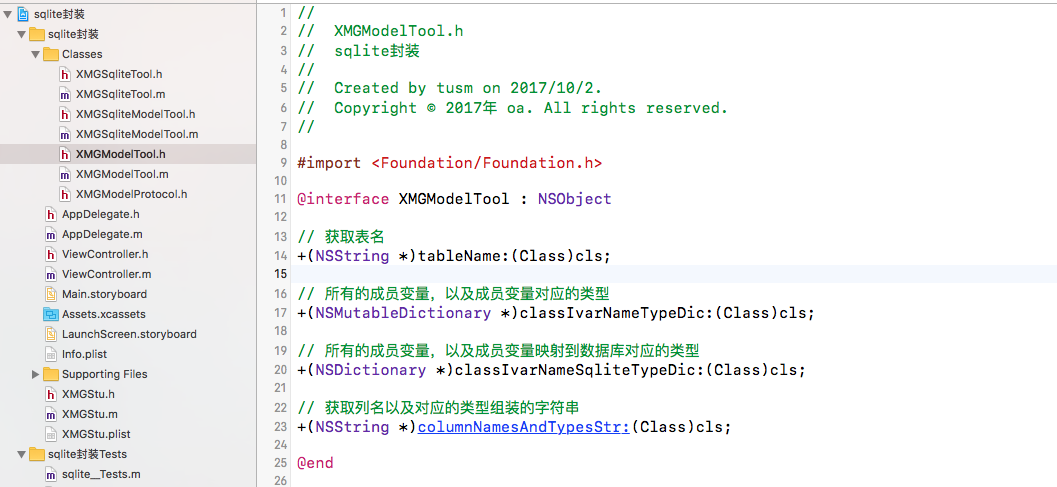 sqlite封装
sqlite封装
Classes
XMGSqliteTool.h
XMGSqliteTool.m
XMGSqliteModelTool.h
XMGSqliteModelTool.m
XMGModelTool.h
XMGModelTool.m
XMGModelProtocol.h
AppDelegate.h
AppDelegate.m
ViewController.h
ViewController.m
Main.storyboard
Assets.xcassets
LaunchScreen.storyboard
Info.plist
Supporting Files
XMGStu.h
XMGStu.m
XMGStu.plist
sqlite封装Tests
sqlite__Tests.m
1 //
2 //  XMGModelTool.h
3 //  sqlite封装
4 //
5 //  Created by tusm on 2017/10/2.
6 //  Copyright © 2017年 oa. All rights reserved.
7 //
8
9 #import <Foundation/Foundation.h>
10
11 @interface XMGModelTool : NSObject
12
13 // 获取表名
14 +(NSString *)tableName:(Class)cls;
15
16 // 所有的成员变量，以及成员变量对应的类型
17 +(NSMutableDictionary *)classIvarNameTypeDic:(Class)cls;
18
19 // 所有的成员变量，以及成员变量映射到数据库对应的类型
20 +(NSDictionary *)classIvarNameSqliteTypeDic:(Class)cls;
21
22 // 获取列名以及对应的类型组装的字符串
23 +(NSString *)columnNamesAndTypesStr:(Class)cls;
24
25 @end
26